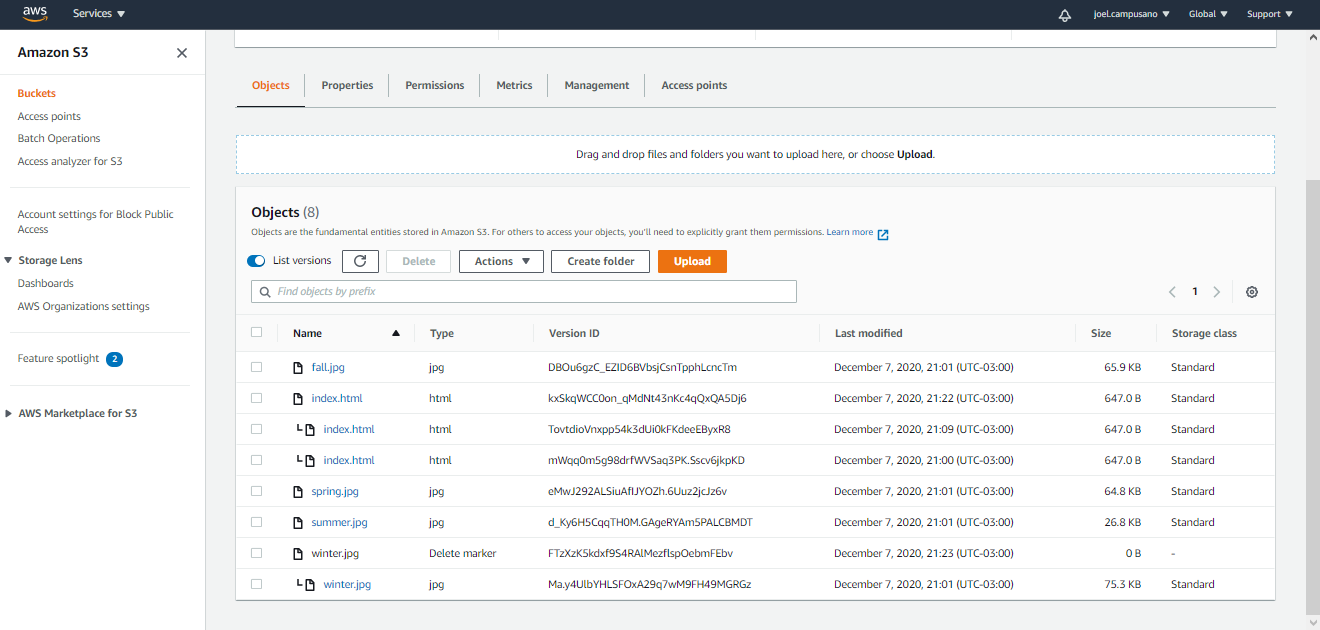 aws Services joel.campusano Global Support
Amazon S3
Buckets
Access points
Batch Operations
Access analyzer for S3
Account settings for Block Public
Access
Storage Lens
Dashboards
AWS Organizations settings
Feature spotlight 2
AWS Marketplace for S3
Objects Properties Permissions Metrics Management Access points
Drag and drop files and folders you want to upload here, or choose Upload.
Objects (8)
Objects are the fundamental entities stored in Amazon S3. For others to access your objects, you'll need to explicitly grant them permissions. Learn more
List versions Delete Actions Create folder Upload
Find objects by prefix 1
Name Type Version ID Last modified Size Storage class
fall.jpg jpg DBOu6gzC_EZID6BVbsjCsnTpphLcncTm December 7, 2020, 21:01 (UTC-03:00) 65.9 KB Standard
index.html html kxSkqWCC0on_qMdNt43nKc4qQxQA5Dj6 December 7, 2020, 21:22 (UTC-03:00) 647.0 B Standard
index.html html TovtdioVnxpp54k3dUi0kFKdeeEByxR8 December 7, 2020, 21:09 (UTC-03:00) 647.0 B Standard
index.html html mWqq0m5g98drfWVSaq3PK.Sscv6jkpKD December 7, 2020, 21:00 (UTC-03:00) 647.0 B Standard
spring.jpg jpg eMwJ292ALSiuAfIJYOZh.6Uuz2jcJz6v December 7, 2020, 21:01 (UTC-03:00) 64.8 KB Standard
summer.jpg jpg d_Ky6H5CqqTH0M.GAgeRYAm5PALCBMDT December 7, 2020, 21:01 (UTC-03:00) 26.8 KB Standard
winter.jpg Delete marker FTzXzK5kdxf9S4RAlMezflspOebmFEbv December 7, 2020, 21:23 (UTC-03:00) 0 B -
winter.jpg jpg Ma.y4UlbYHLSFOxA29q7wM9FH49MGRGz December 7, 2020, 21:01 (UTC-03:00) 75.3 KB Standard